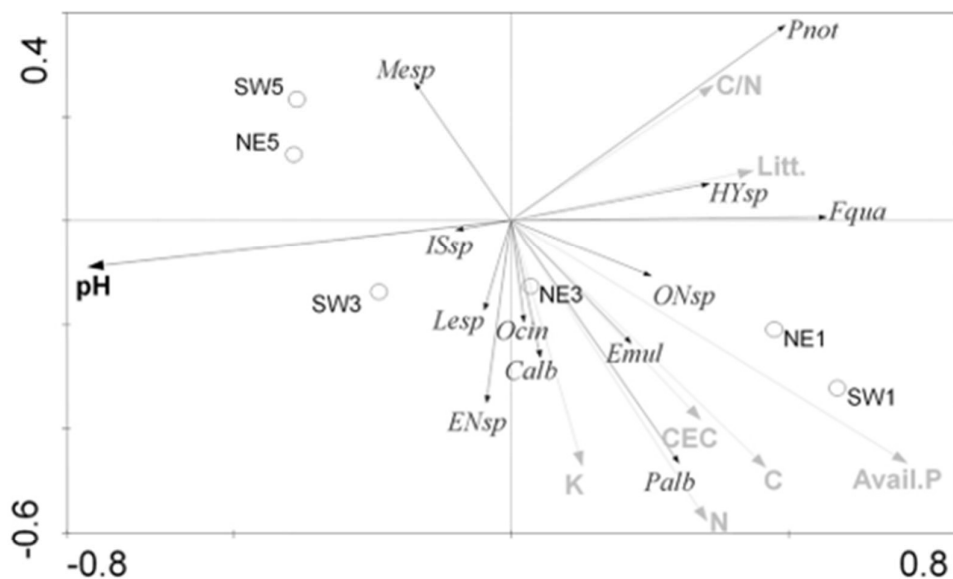 0.4
Pnot
Mesp
C/N
SW5
NE5
Litt.
HYsp
Fqua
ISsp
pH
ONsp
SW3
NE3
Lesp
Ocin
NE1
Emul
Calb
SW1
ENsp
CEC
K
Palb
C
Avail.P
N
-0.6
-0.8
0.8